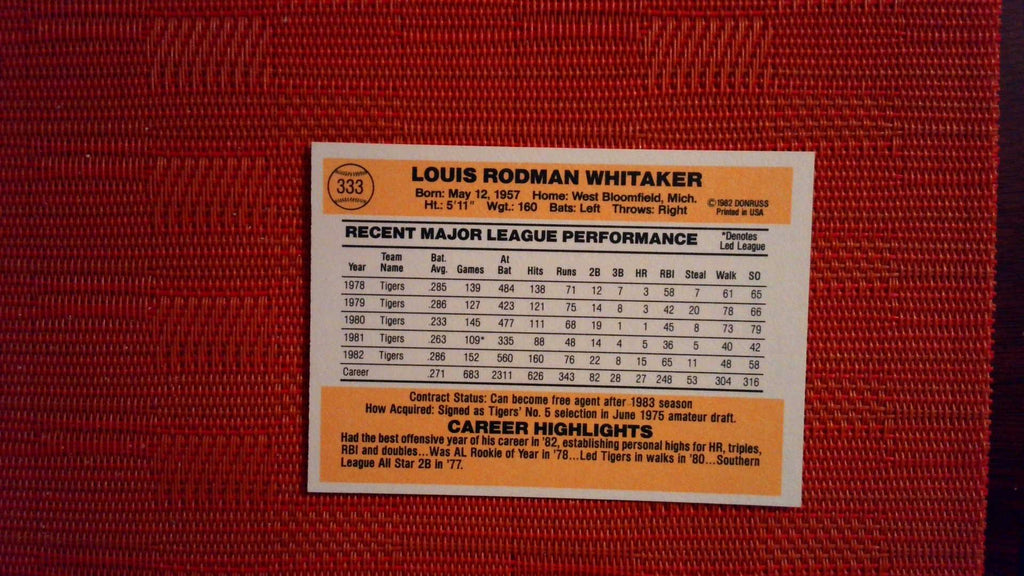 333
LOUIS RODMAN WHITAKER
Born: May 12, 1957 Home: West Bloomfield, Mich.
Ht.: 5'11" Wgt.: 160 Bats: Left Throws: Right
©1982 DONRUSS
Printed in USA
RECENT MAJOR LEAGUE PERFORMANCE
*Denotes
Led League
Year Team Name Bat. Avg. Games At Bat Hits Runs 2B 3B HR RBI Steal Walk SO
1978 Tigers .285 139 484 138 71 12 7 3 58 7 61 65
1979 Tigers .286 127 423 121 75 14 8 3 42 20 78 66
1980 Tigers .233 145 477 111 68 19 1 1 45 8 73 79
1981 Tigers .263 109* 335 88 48 14 4 5 36 5 40 42
1982 Tigers .286 152 560 160 76 22 8 15 65 11 48 58
Career .271 683 2311 626 343 82 28 27 248 53 304 316
Contract Status: Can become free agent after 1983 season
How Acquired: Signed as Tigers' No. 5 selection in June 1975 amateur draft.
CAREER HIGHLIGHTS
Had the best offensive year of his career in '82, establishing personal highs for HR, triples,
RBI and doubles...Was AL Rookie of Year in '78...Led Tigers in walks in '80...Southern
League All Star 2B in '77.